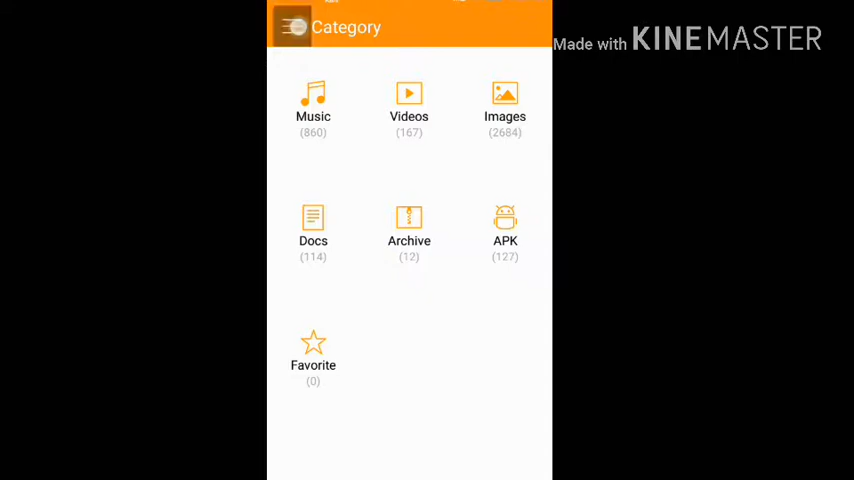 Category
Made with KINEMASTER
Music
(860)
Videos
(167)
Images
(2684)
Docs
(114)
Archive
(12)
APK
(127)
Favorite
(0)